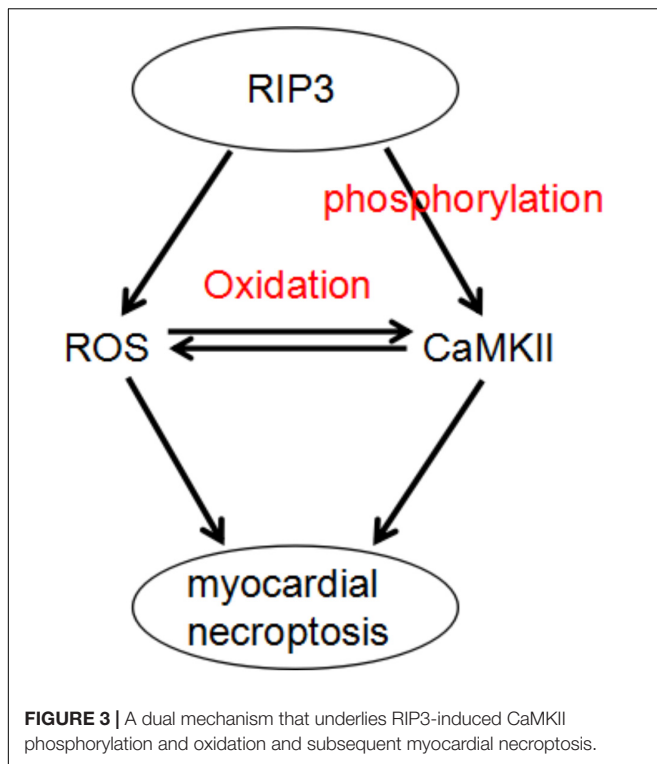 RIP3
phosphorylation
Oxidation
ROS
CaMKII
myocardial
necroptosis
FIGURE 3 | A dual mechanism that underlies RIP3-induced CaMKII
phosphorylation and oxidation and subsequent myocardial necroptosis.